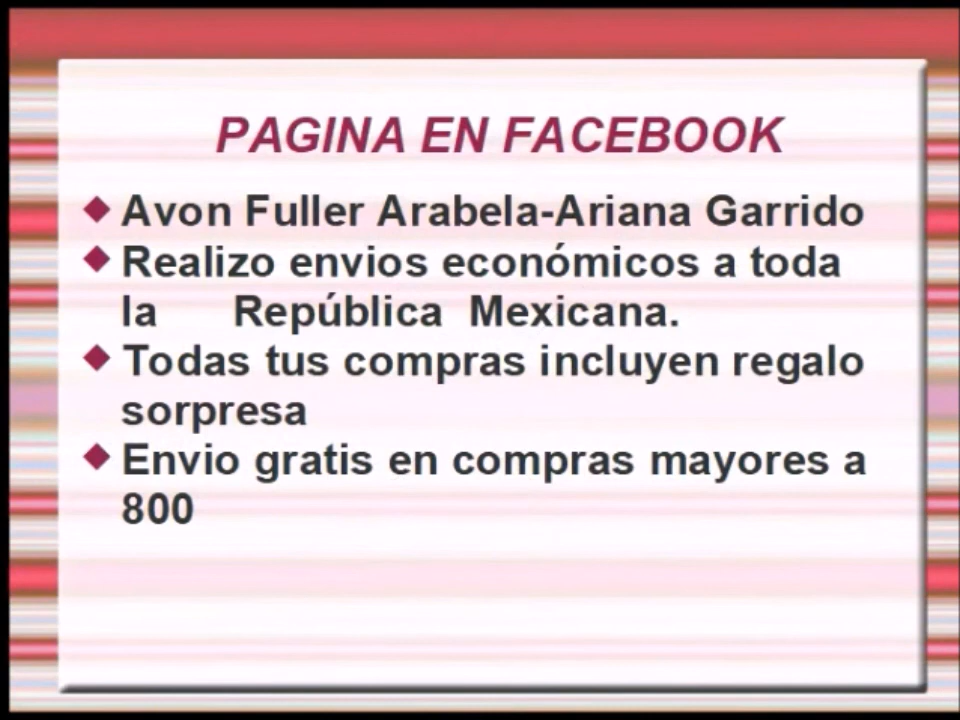 PAGINA EN FACEBOOK
Avon Fuller Arabela-Ariana Garrido
Realizo envios económicos a toda
la República Mexicana.
Todas tus compras incluyen regalo
sorpresa
Envio gratis en compras mayores a
800